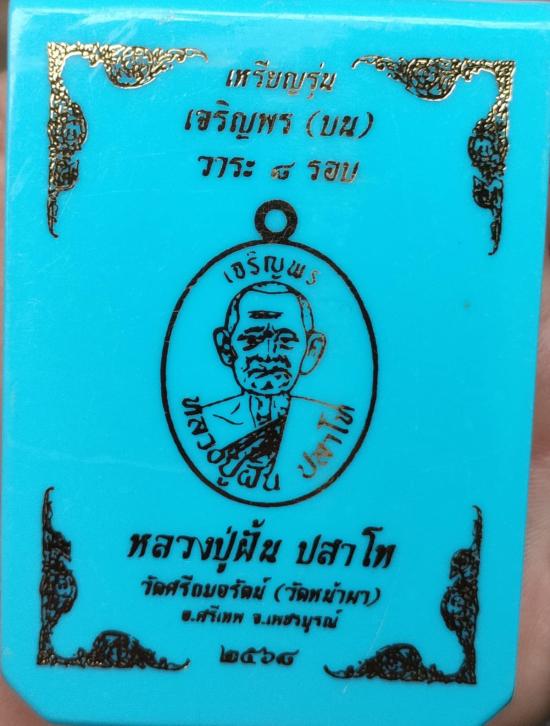 เหรียญรุ่น
เจริญพร (บน)
วาระ ๘ รอบ
เจริญพร
หลวงปู่ฝั้น ปสาโท
หลวงปู่ฝั้น ปสาโท
วัดศรีถมอรัตน์ (วัดหน้าผา)
อ.ศรีเทพ จ.เพชรบูรณ์
๒๕๖๘